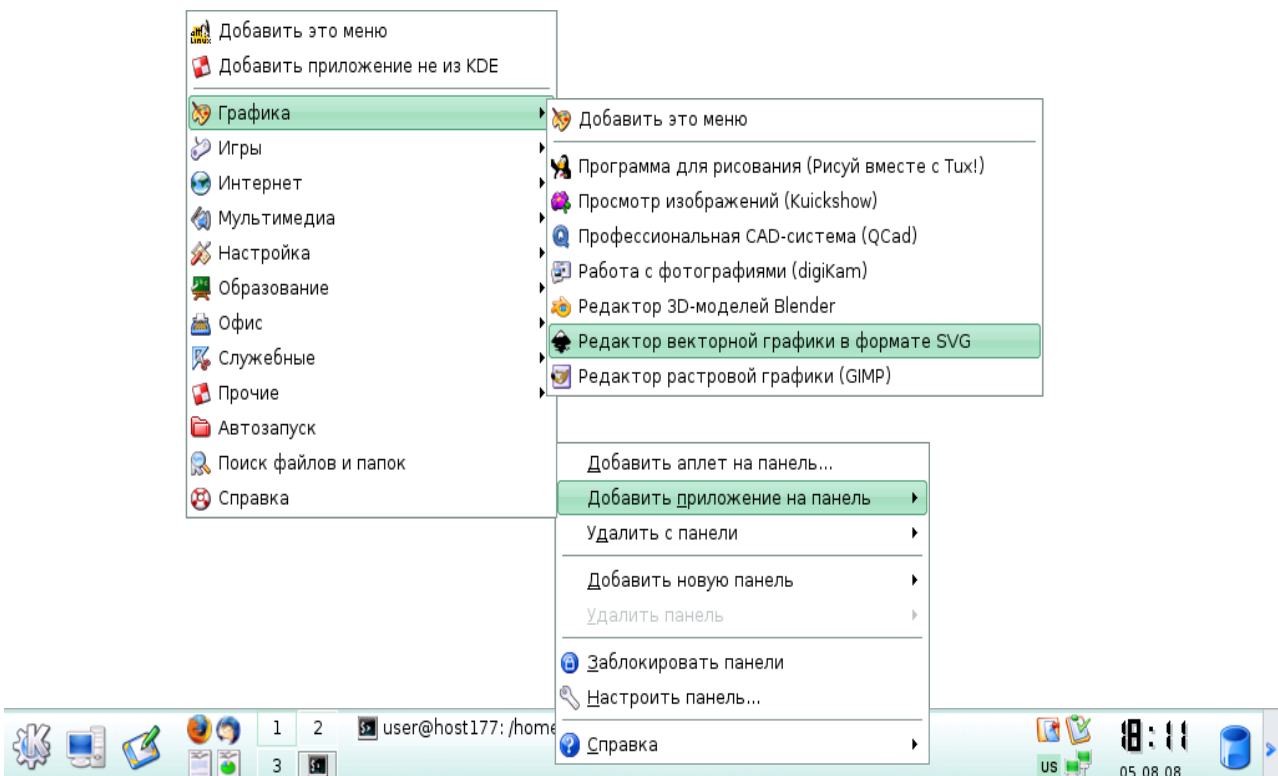 Добавить это меню
Добавить приложение не из KDE
Графика
Игры
Интернет
Мультимедиа
Настройка
Образование
Офис
Служебные
Прочие
Автозапуск
Поиск файлов и папок
Справка
Добавить это меню
Программа для рисования (Рисуй вместе с Tux!)
Просмотр изображений (Kuickshow)
Профессиональная CAD-система (QCad)
Работа с фотографиями (digiKam)
Редактор 3D-моделей Blender
Редактор векторной графики в формате SVG
Редактор растровой графики (GIMP)
Добавить аплет на панель...
Добавить приложение на панель
Удалить с панели
Добавить новую панель
Удалить панель
Заблокировать панели
Настроить панель...
Справка
1 2
3
user@host177: /home
US
18:11
05.08.08